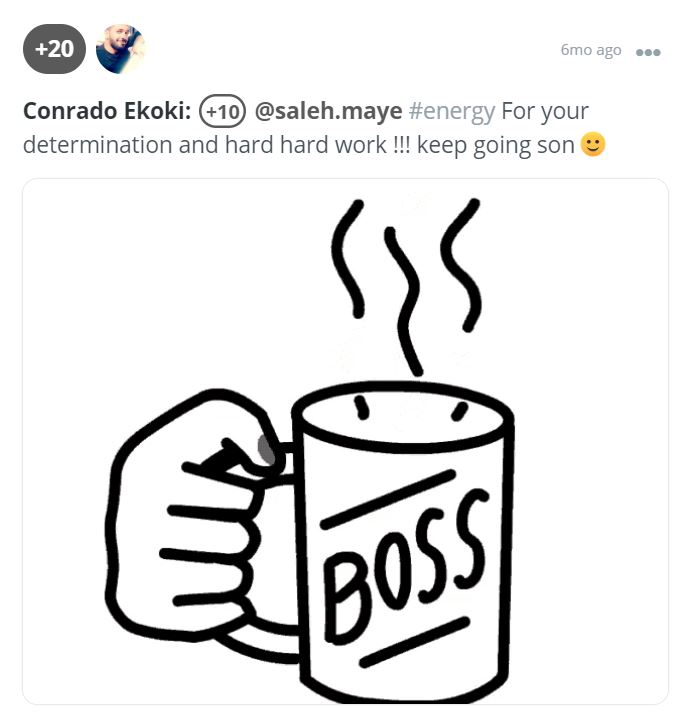 +20
6mo ago
Conrado Ekoki: +10 @saleh.maye #energy For your
determination and hard hard work !!! keep going son 🙂
BOSS